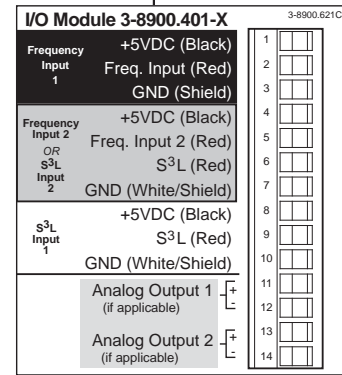 I/O Module 3-8900.401-X
3-8900.621C
Frequency Input 1
+5VDC (Black)
1
Freq. Input (Red)
2
GND (Shield)
3
Frequency Input 2 OR S³L Input 2
+5VDC (Black)
4
Freq. Input 2 (Red)
5
S³L (Red)
6
GND (White/Shield)
7
S³L Input 1
+5VDC (Black)
8
S³L (Red)
9
GND (White/Shield)
10
Analog Output 1
(if applicable)
+
11
-
12
Analog Output 2
(if applicable)
+
13
-
14